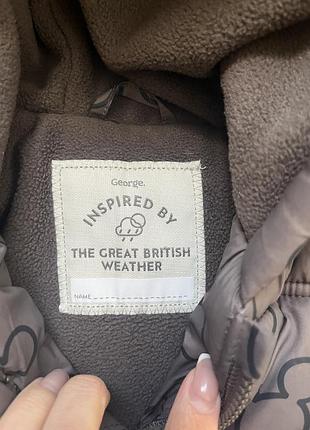 George.
INSPIRED BY
THE GREAT BRITISH
WEATHER
NAME